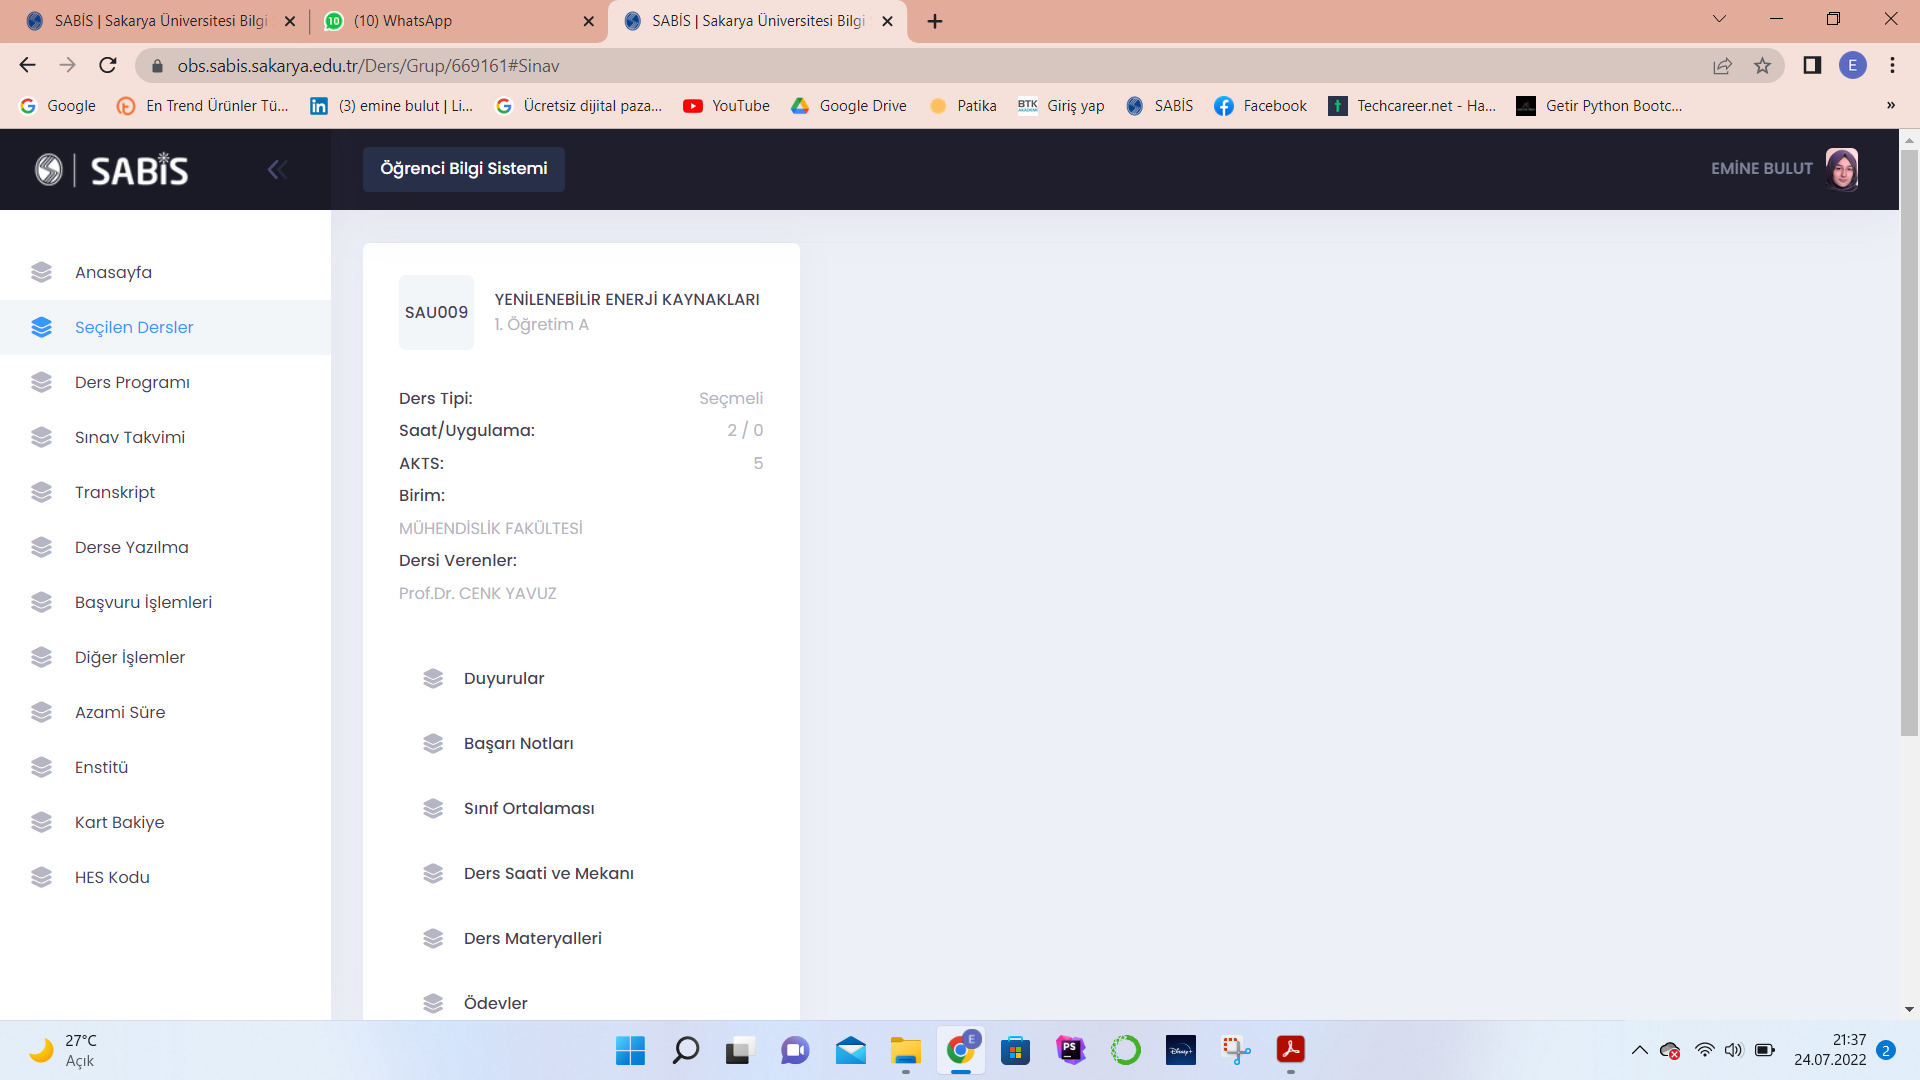 SABİS | Sakarya Üniversitesi Bilgi
(10) WhatsApp
SABİS | Sakarya Üniversitesi Bilgi
obs.sabis.sakarya.edu.tr/Ders/Grup/669161#Sinav
E
Google
En Trend Ürünler Tü...
(3) emine bulut | Li...
Ücretsiz dijital paza...
YouTube
Google Drive
Patika
BTK
Giriş yap
SABİS
Facebook
Techcareer.net - Ha...
Getir Python Bootc...
»
SABİS
Öğrenci Bilgi Sistemi
EMİNE BULUT
Anasayfa
Seçilen Dersler
Ders Programı
Sınav Takvimi
Transkript
Derse Yazılma
Başvuru İşlemleri
Diğer İşlemler
Azami Süre
Enstitü
Kart Bakiye
HES Kodu
SAU009
YENİLENEBİLİR ENERJİ KAYNAKLARI
1. Öğretim A
Ders Tipi: Seçmeli
Saat/Uygulama: 2 / 0
AKTS: 5
Birim:
MÜHENDİSLİK FAKÜLTESİ
Dersi Verenler:
Prof.Dr. CENK YAVUZ
Duyurular
Başarı Notları
Sınıf Ortalaması
Ders Saati ve Mekanı
Ders Materyalleri
Ödevler
27°C
Açık
E
PS
Disney+
21:37
24.07.2022
2